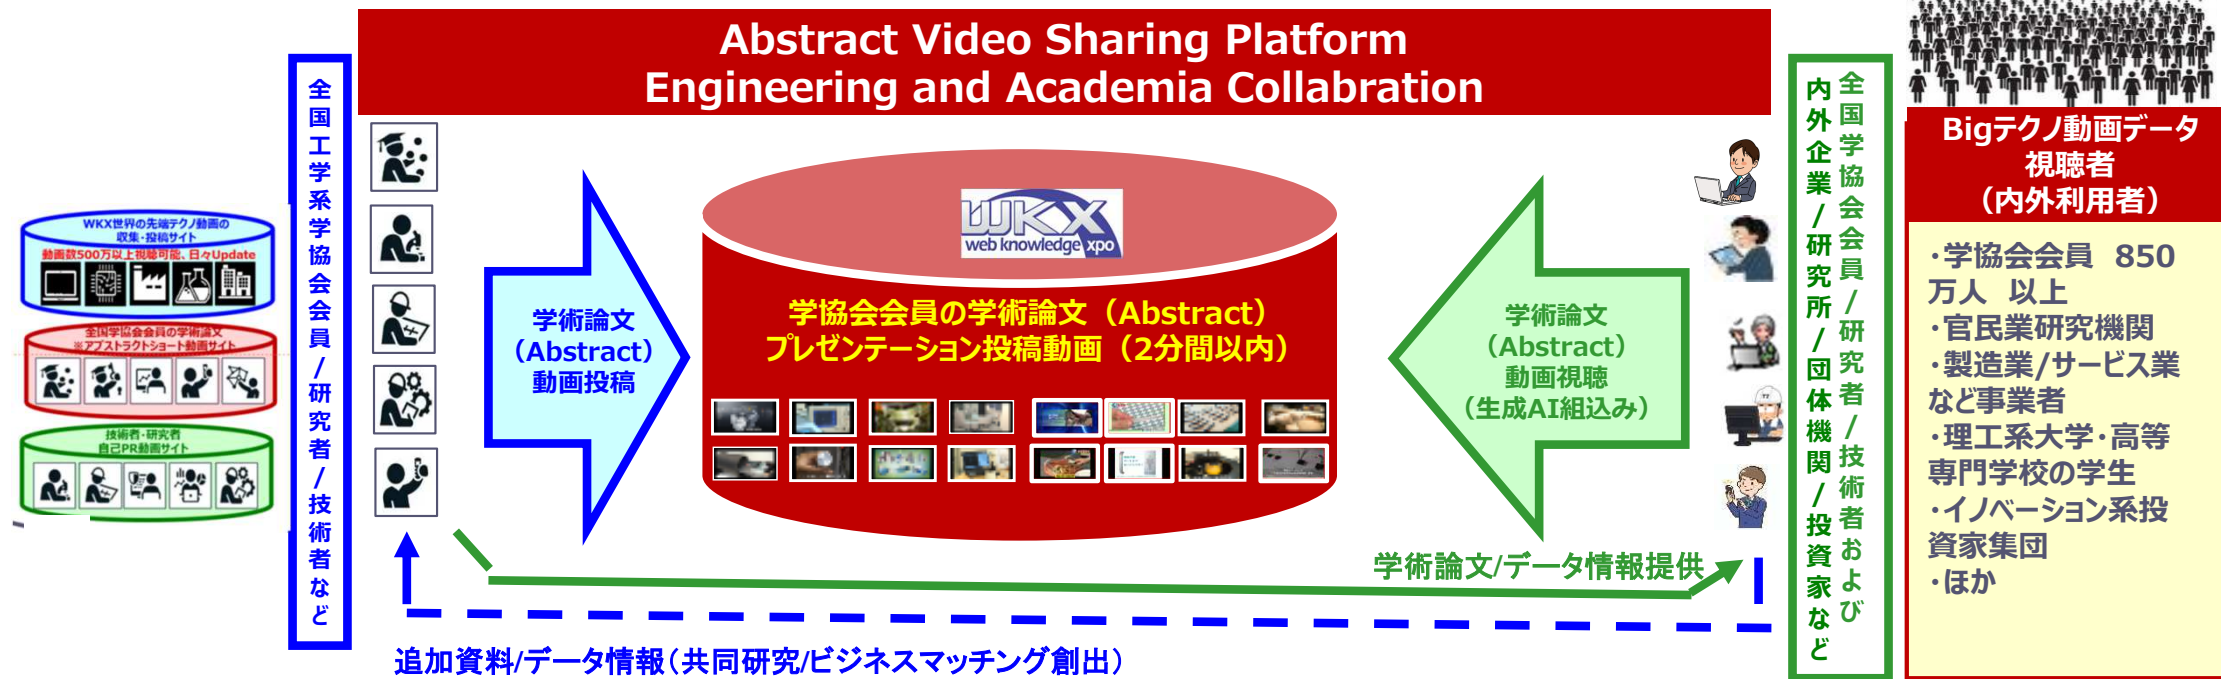 Abstract Video Sharing Platform
Engineering and Academia Collabration
WKX世界の先端テクノ動画の
収集・投稿サイト
動画数500万以上視聴可能、日々Update
全国学協会会員の学術論文
※アブストラクトショート動画サイト
技術者・研究者
自己PR動画サイト
全国工学系学協会会員/研究者/技術者など
学術論文
（Abstract）
動画投稿
WKX
web knowledge xpo
学協会会員の学術論文（Abstract）
プレゼンテーション投稿動画（2分間以内）
学術論文
（Abstract）
動画視聴
（生成AI組込み）
学術論文/データ情報提供
追加資料/データ情報（共同研究/ビジネスマッチング創出）
全国学協会会員/研究者/技術者および
内外企業/研究所/団体機関/投資家など
Bigテクノ動画データ
視聴者
（内外利用者）
・学協会会員 850
万人 以上
・官民業研究機関
・製造業/サービス業
など事業者
・理工系大学・高等
専門学校の学生
・イノベーション系投
資家集団
・ほか